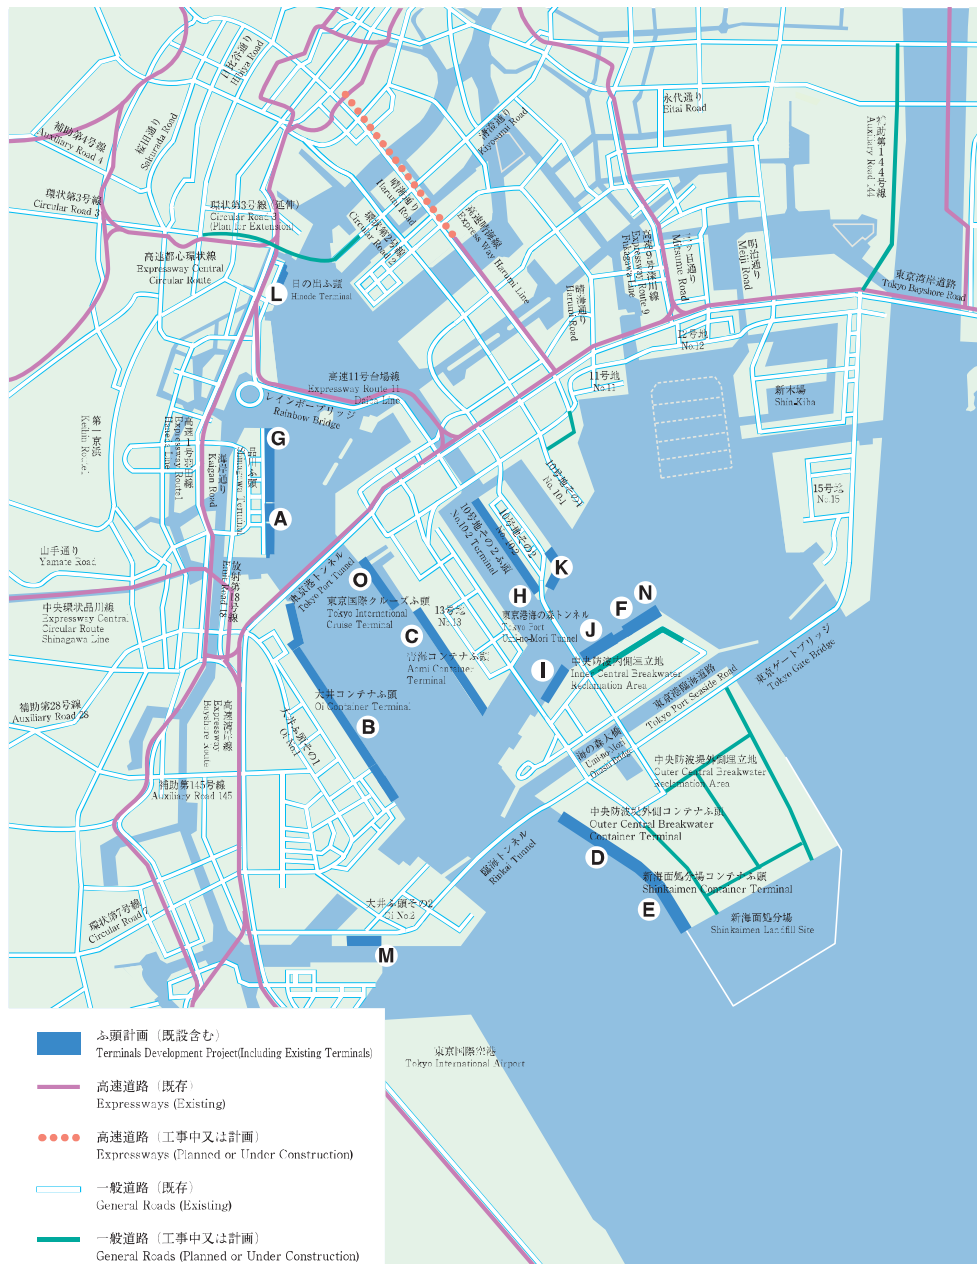 日比谷通り
Hibiya Road
桜田通り
Sakurada Road
補助第4号線
Auxiliary Road 4
環状第3号線
Circular Road 3
環状第3号線（延伸）
Circular Road 3
(Plan for Extension)
高速都心環状線
Expressway Central
Circular Route
清澄通り
Kiyosumi Road
晴海通り
Harumi Road
環状第2号線
Circular Road 2
高速晴海線
Express Way Harumi Line
永代通り
Eitai Road
Auxiliary Road 144
高速9号深川線
Expressway Route 9
Fukagawa Line
三ツ目通り
Mitsume Road
明治通り
Meiji Road
晴海通り
Harumi Road
東京湾岸道路
Tokyo Bayshore Road
L
日の出ふ頭
Hinode Terminal
12号地
No.12
11号地
No.11
新木場
Shin-Kiba
高速11号台場線
Expressway Route 11
Daiba Line
レインボーブリッジ
Rainbow Bridge
第一京浜
Keihin Route1
高速1号羽田線
Expressway Route1
Haneda Line
海岸通り
Kaigan Road
品川ふ頭
Shinagawa Terminal
G
A
10号地その1
No. 10-1
15号地
No.15
10号地その2
No. 10-2
10号地その2ふ頭
No.10-2 Terminal
山手通り
Yamate Road
中央環状品川線
Expressway Central
Circular Route
Shinagawa Line
放射第18号線
東京港トンネル
Tokyo Port Tunnel
O
東京国際クルーズふ頭
Tokyo International
Cruise Terminal
13号地
No.13
C
青海コンテナふ頭
Aomi Container
Terminal
H
K
東京港海の森トンネル
Tokyo Port
Umi-no-Mori Tunnel
N
F
J
I
中央防波内側埋立地
Inner Central Breakwater
Reclamation Area
東京港臨海道路
Tokyo Port Seaside Road
東京ゲートブリッジ
Tokyo Gate Bridge
大井コンテナふ頭
Oi Container Terminal
B
大井ふ頭その1
Oi No.1
補助第28号線
Auxiliary Road 28
高速湾岸線
Expressway
Bayshore Route
補助第145号線
Auxiliary Road 145
海の森大橋
Umi-no-Mori
Ohashi Bridge
中央防波堤外側埋立地
Outer Central Breakwater
Reclamation Area
中央防波堤外側コンテナふ頭
Outer Central Breakwater
Container Terminal
D
臨海トンネル
Rinkai Tunnel
新海面処分場コンテナふ頭
Shinkaimen Container Terminal
E
新海面処分場
Shinkaimen Landfill Site
大井ふ頭その2
Oi No.2
環状第7号線
Circular Road 7
M
東京国際空港
Tokyo International Airport
ふ頭計画（既設含む）
Terminals Development Project(Including Existing Terminals)
高速道路（既存）
Expressways (Existing)
高速道路（工事中又は計画）
Expressways (Planned or Under Construction)
一般道路（既存）
General Roads (Existing)
一般道路（工事中又は計画）
General Roads (Planned or Under Construction)